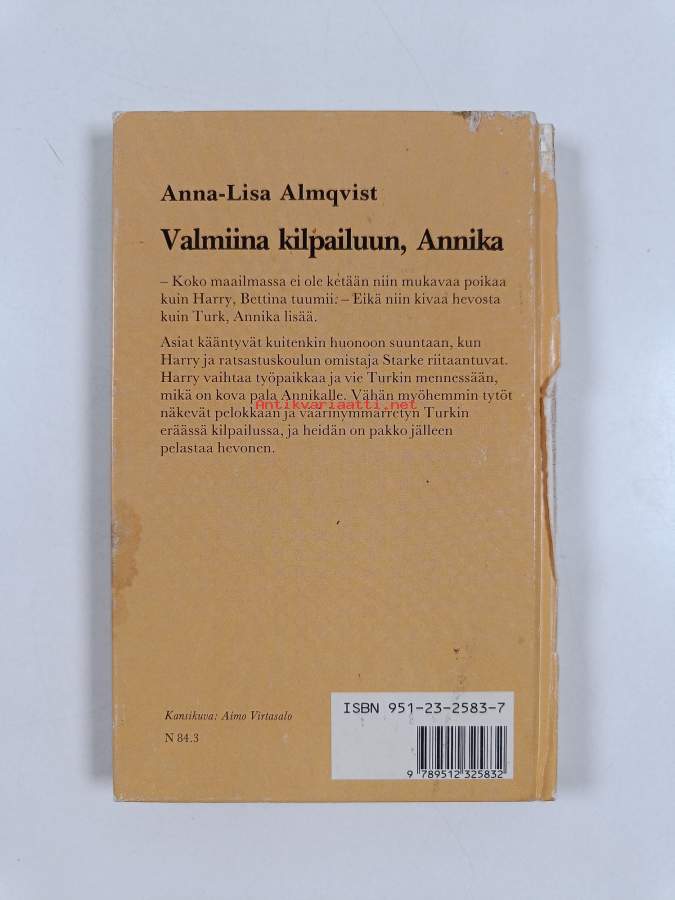 Anna-Lisa Almqvist
Valmiina kilpailuun, Annika
– Koko maailmassa ei ole ketään niin mukavaa poikaa
kuin Harry, Bettina tuumii: – Eikä niin kivaa hevosta
kuin Turk, Annika lisää.
Asiat kääntyvät kuitenkin huonoon suuntaan, kun
Harry ja ratsastuskoulun omistaja Starke riitaantuvat.
Harry vaihtaa työpaikkaa ja vie Turkin mennessään,
mikä on kova pala Annikalle. Vähän myöhemmin tytöt
Antikvariaatti.net
näkevät pelokkaan ja väärinymmärretyn Turkin
eräässä kilpailussa, ja heidän on pakko jälleen
pelastaa hevonen.
Kansikuva: Aimo Virtasalo
N 84.3
ISBN 951-23-2583-7
9 789512 325832